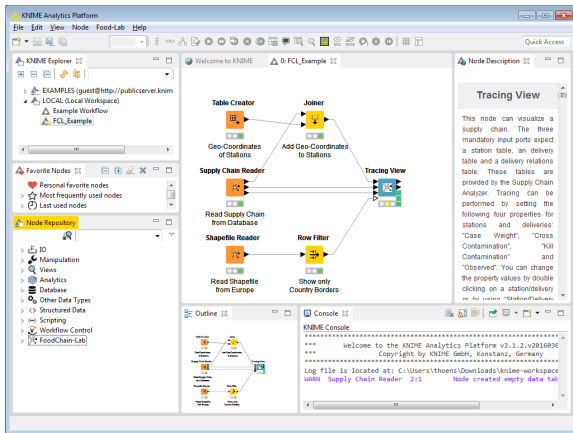 KNIME Analytics Platform
File Edit View Node Food-Lab Help
Quick Access
KNIME Explorer
EXAMPLES (guest@http://publicserver.knim
LOCAL (Local Workspace)
Example Workflow
FCL_Example
Favorite Nodes
Personal favorite nodes
Most frequently used nodes
Last used nodes
Node Repository
IO
Manipulation
Views
Analytics
Database
Other Data Types
Structured Data
Scripting
Workflow Control
FoodChain-Lab
Welcome to KNIME
0: FCL_Example
Table Creator
Geo-Coordinates
of Stations
Joiner
Add Geo-Coordinates
to Stations
Supply Chain Reader
Read Supply Chain
from Database
Tracing View
Shapefile Reader
Read Shapefile
from Europe
Row Filter
Show only
Country Borders
Node Description
Tracing View
This node can visualize a
supply chain. The three
mandatory input ports expect
a station table, an delivery
table and a delivery relations
table. These tables are
provided by the Supply Chain
Analyzer. Tracing can be
performed by setting the
following four properties for
stations and deliveries:
"Case Weight", "Cross
Contamination", "Kill
Contamination" and
"Observed". You can change
the property values by double
clicking on a station/delivery
or by using "Station/Delivery
Outline
Console
KNIME Console
*** Welcome to the KNIME Analytics Platform v3.1.2.v2016030
*** Copyright by KNIME GmbH, Konstanz, Germany
Log file is located at: C:\Users\thoens\Downloads\knime-workspace
WARN Supply Chain Reader 2:1 Node created empty data tab